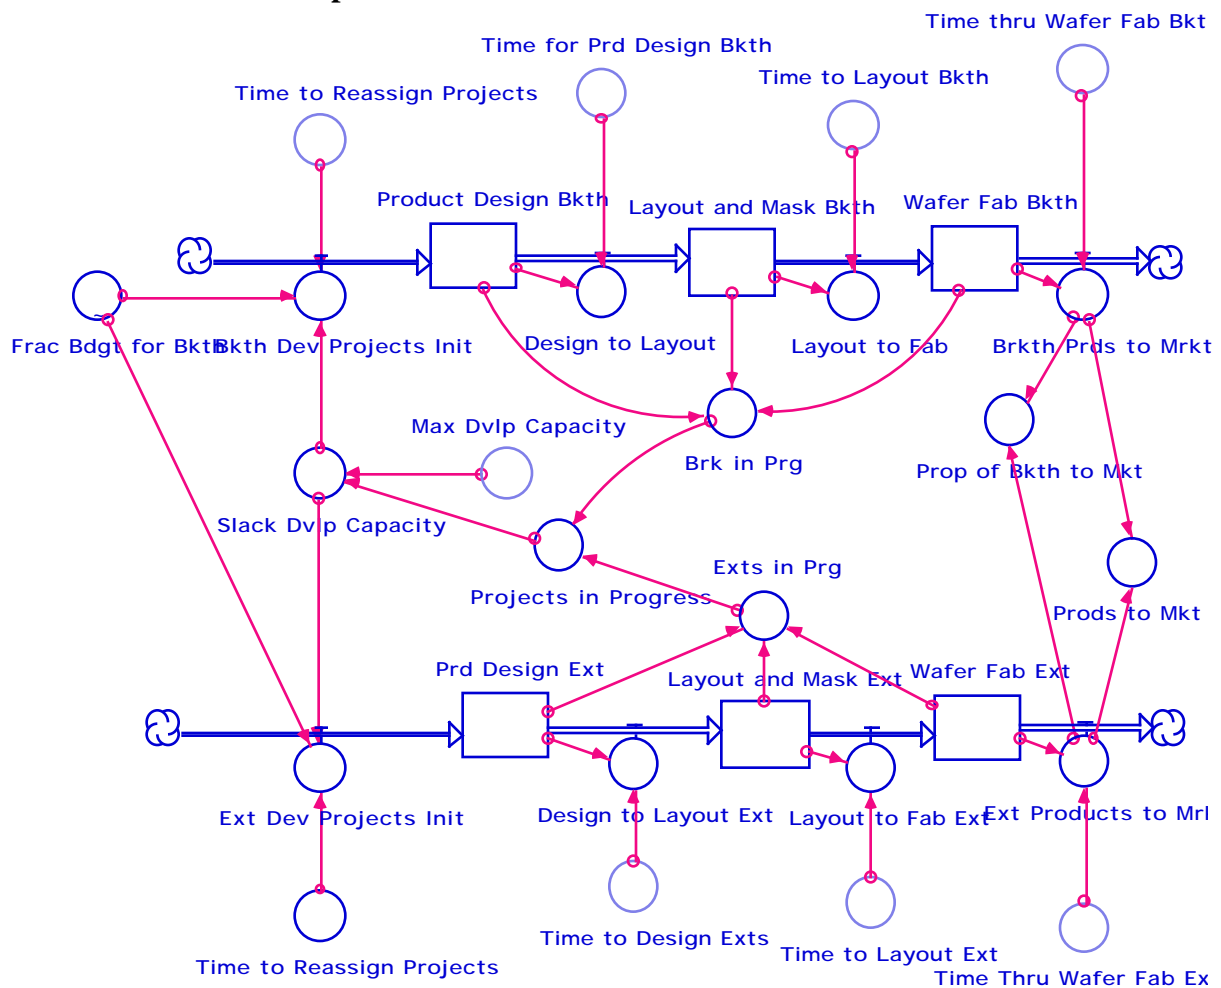 Time thru Wafer Fab Bkt
Time for Prd Design Bkth
Time to Layout Bkth
Time to Reassign Projects
Product Design Bkth
Layout and Mask Bkth
Wafer Fab Bkth
Frac Bdgt for Bkth
Bkth Dev Projects Init
Design to Layout
Layout to Fab
Brkth Prds to Mrkt
Max Dvlp Capacity
Brk in Prg
Prop of Bkth to Mkt
Slack Dvlp Capacity
Exts in Prg
Projects in Progress
Prods to Mkt
Prd Design Ext
Layout and Mask Ext
Wafer Fab Ext
Ext Dev Projects Init
Design to Layout Ext
Layout to Fab Ext
Ext Products to Mrl
Time to Design Exts
Time to Layout Ext
Time to Reassign Projects
Time Thru Wafer Fab Ex